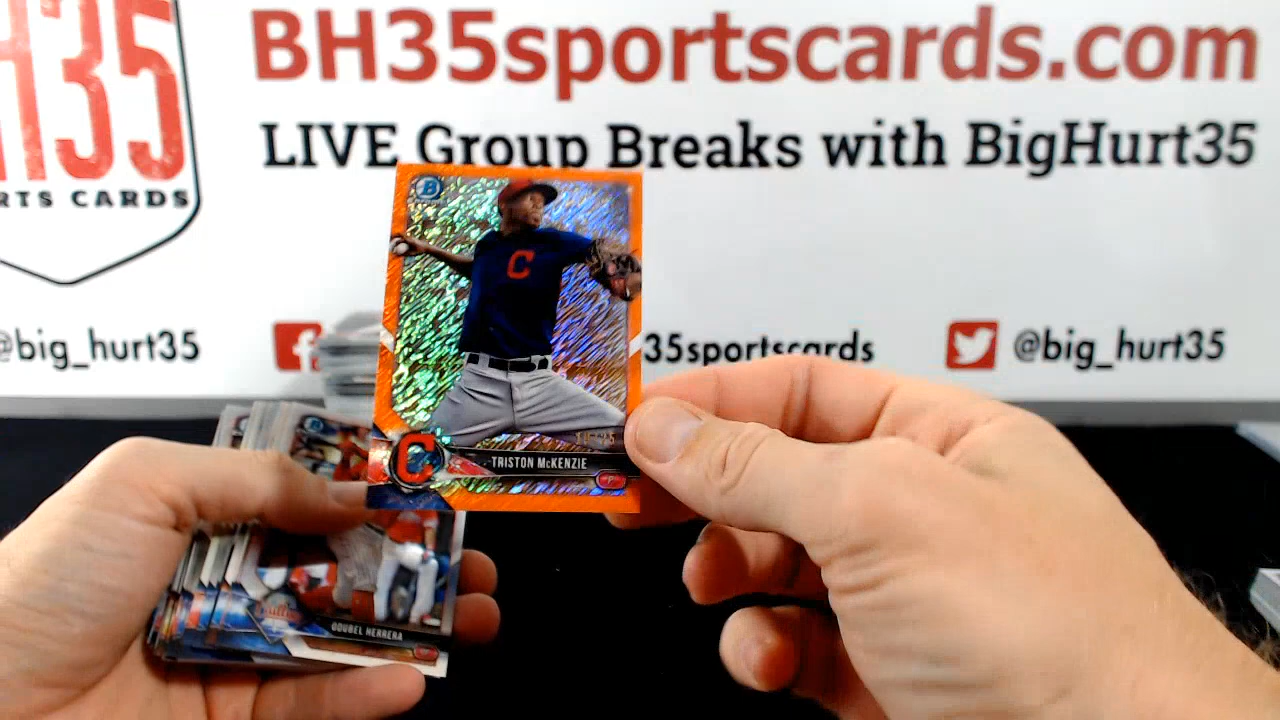 BH35sportscards.com
H35
LIVE Group Breaks with BigHurt35
RTS CARDS
@big_hurt35
f
35sportscards
@big_hurt35
B
C
C
TRISTON McKENZIE
P
ODUBEL HERRERA